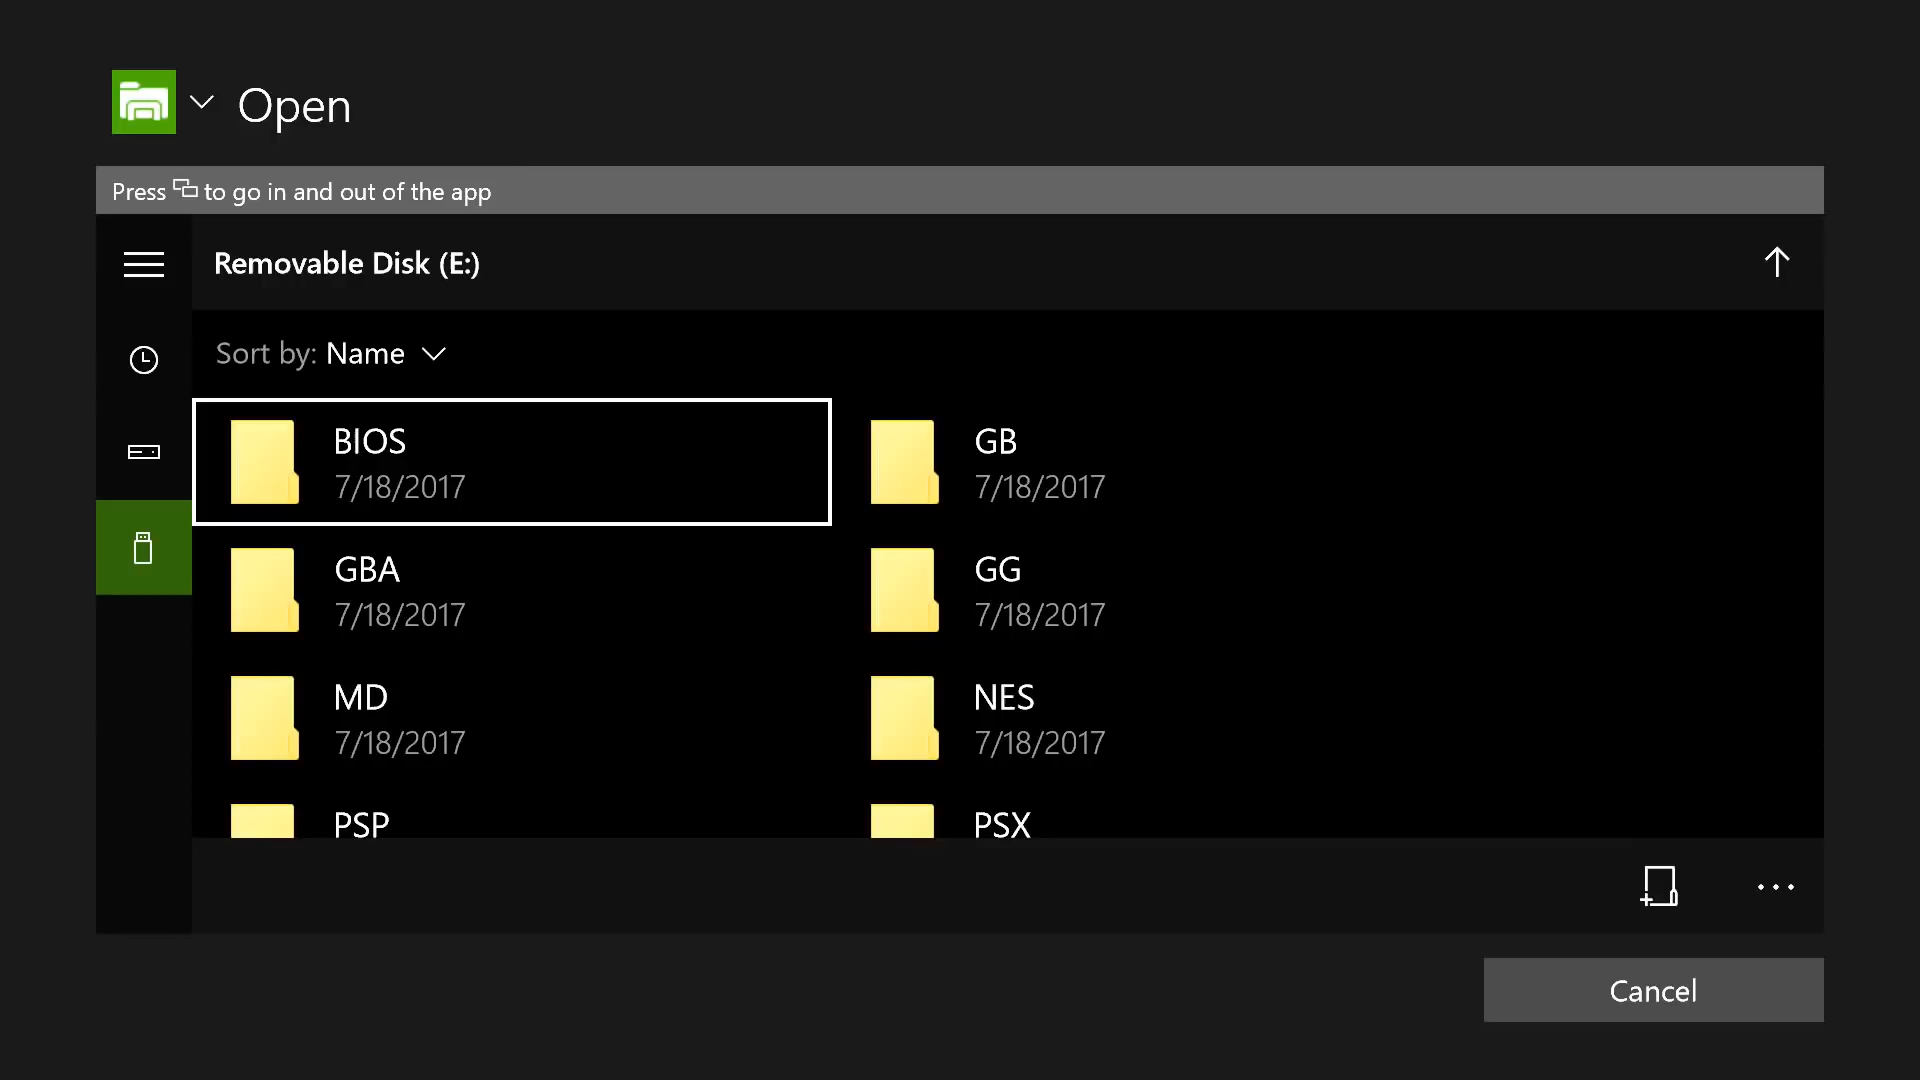 Open
Press to go in and out of the app
Removable Disk (E:)
Sort by: Name
BIOS
7/18/2017
GB
7/18/2017
GBA
7/18/2017
GG
7/18/2017
MD
7/18/2017
NES
7/18/2017
PSP
PSX
Cancel